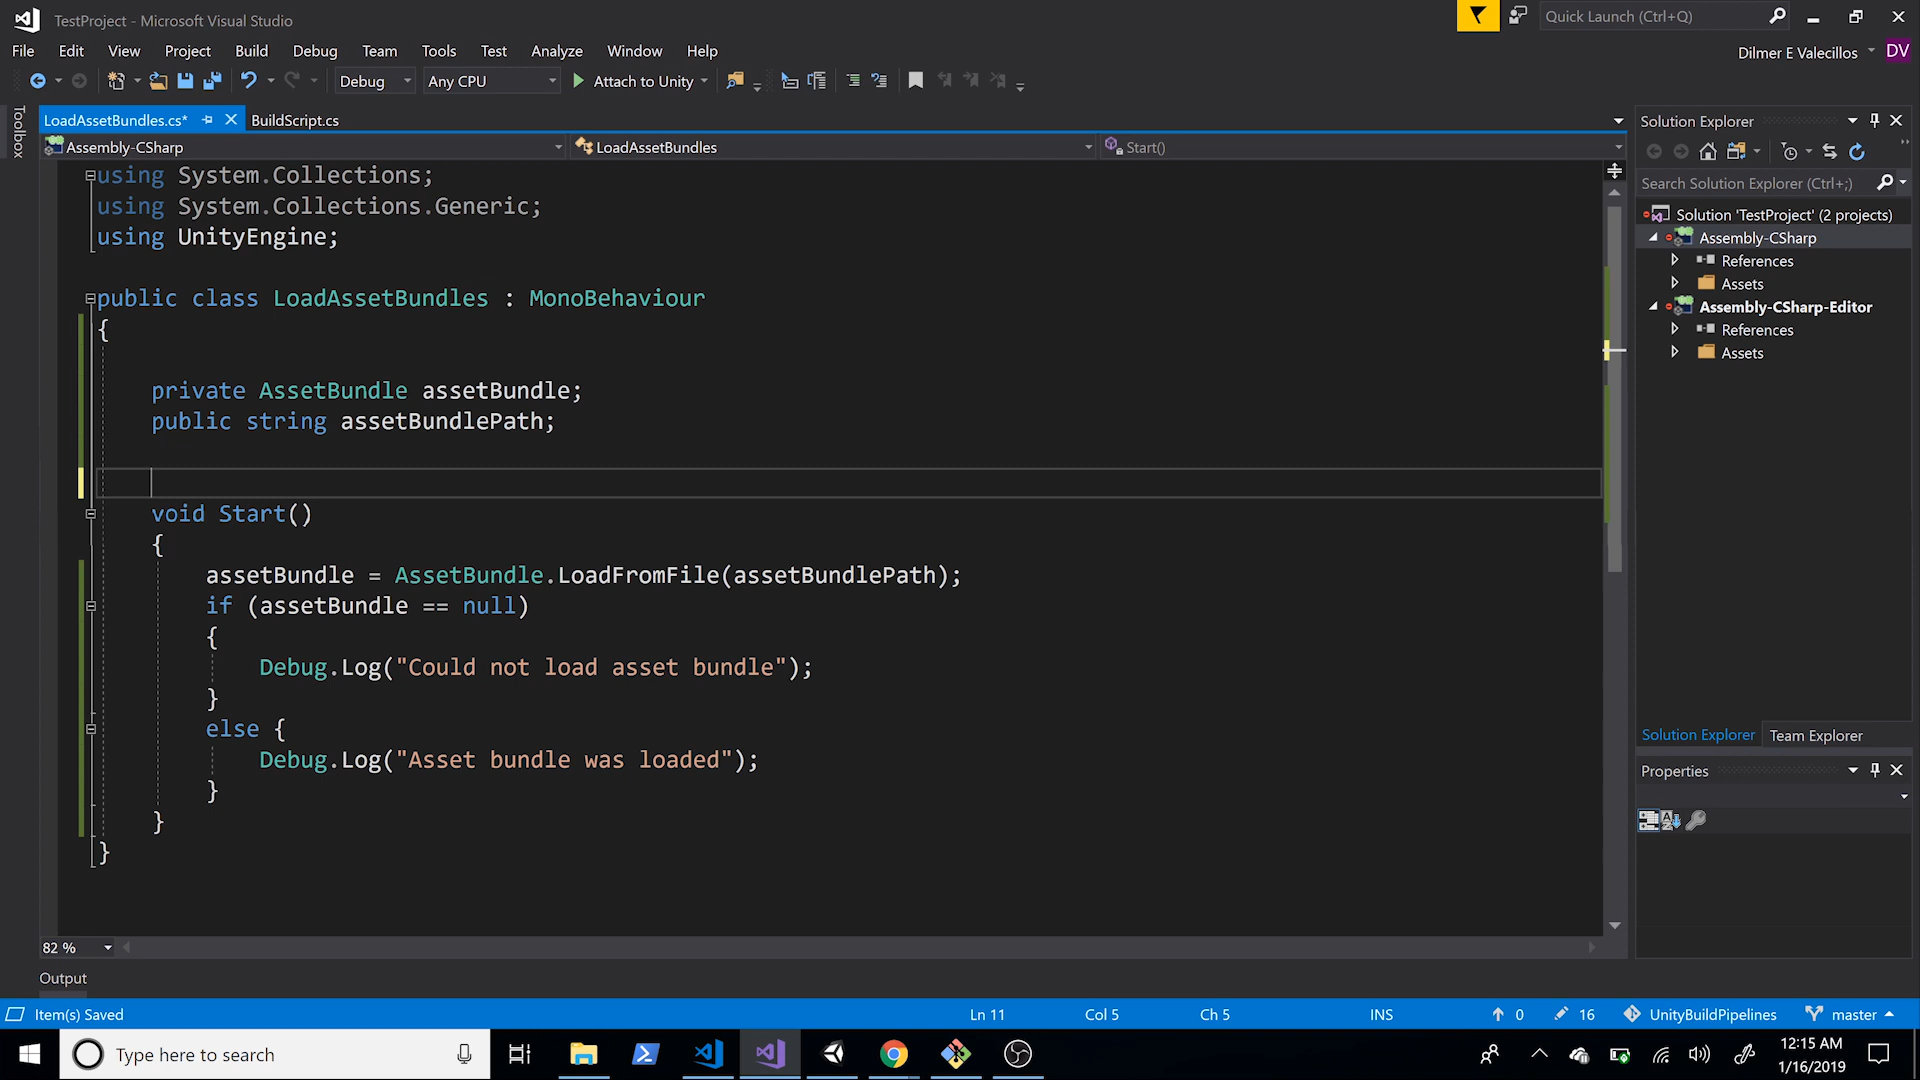 TestProject - Microsoft Visual Studio
Quick Launch (Ctrl+Q)
File Edit View Project Build Debug Team Tools Test Analyze Window Help
Dilmer E Valecillos DV
Debug Any CPU Attach to Unity
Toolbox
LoadAssetBundles.cs* BuildScript.cs
Assembly-CSharp LoadAssetBundles Start()
using System.Collections;
using System.Collections.Generic;
using UnityEngine;
public class LoadAssetBundles : MonoBehaviour
{
private AssetBundle assetBundle;
public string assetBundlePath;
void Start()
{
assetBundle = AssetBundle.LoadFromFile(assetBundlePath);
if (assetBundle == null)
{
Debug.Log("Could not load asset bundle");
}
else {
Debug.Log("Asset bundle was loaded");
}
}
}
82 %
Output
Solution Explorer
Search Solution Explorer (Ctrl+;)
Solution 'TestProject' (2 projects)
Assembly-CSharp
References
Assets
Assembly-CSharp-Editor
References
Assets
Solution Explorer Team Explorer
Properties
Item(s) Saved Ln 11 Col 5 Ch 5 INS 0 16 UnityBuildPipelines master
Type here to search
12:15 AM
1/16/2019